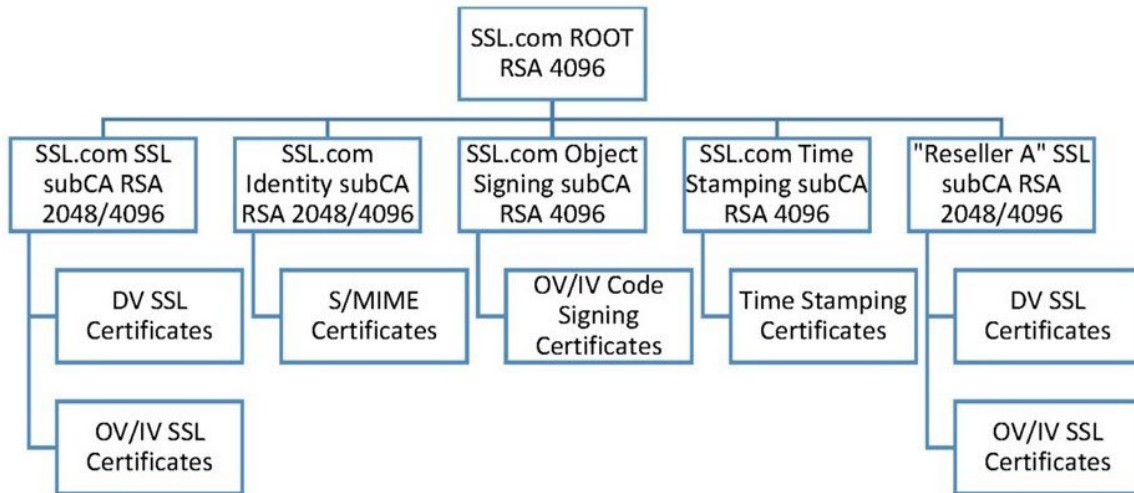 SSL.com ROOT
RSA 4096
SSL.com SSL
subCA RSA
2048/4096
SSL.com
Identity subCA
RSA 2048/4096
SSL.com Object
Signing subCA
RSA 4096
SSL.com Time
Stamping subCA
RSA 4096
"Reseller A" SSL
subCA RSA
2048/4096
DV SSL
Certificates
S/MIME
Certificates
OV/IV Code
Signing
Certificates
Time Stamping
Certificates
DV SSL
Certificates
OV/IV SSL
Certificates
OV/IV SSL
Certificates